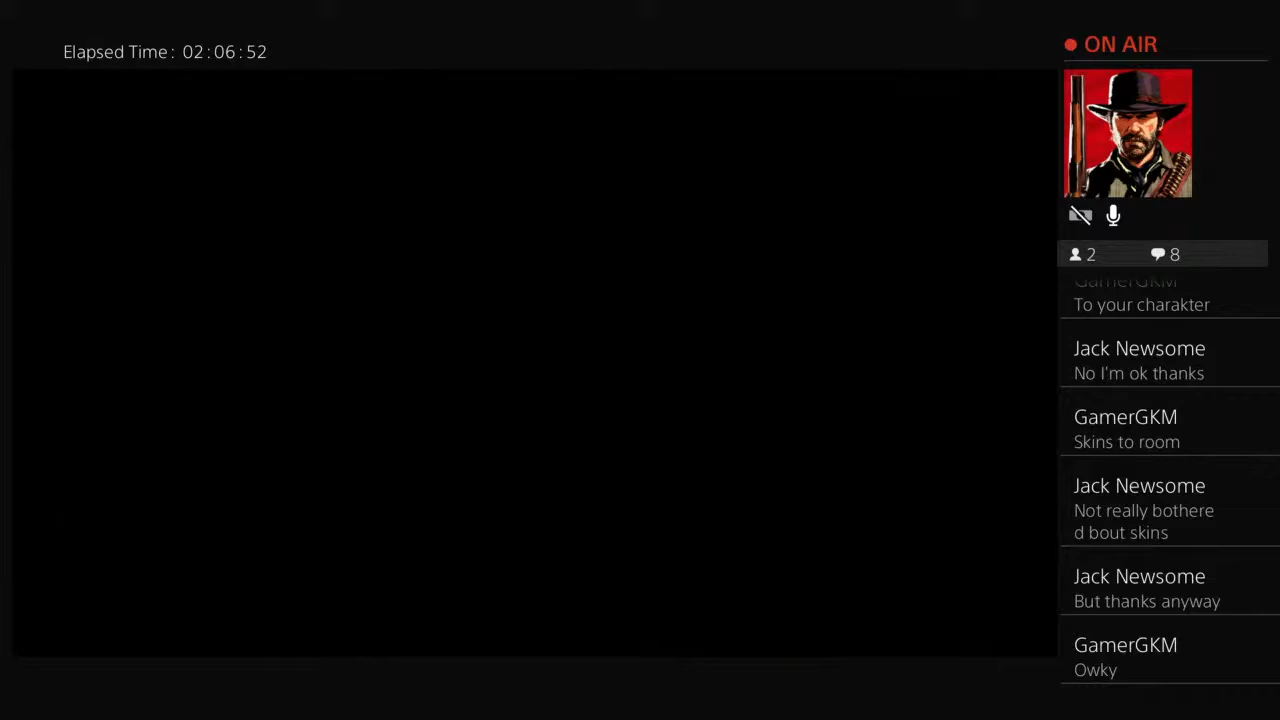 Elapsed Time: 02:06:52
ON AIR
2 8
GamerGKM
To your charakter
Jack Newsome
No I'm ok thanks
GamerGKM
Skins to room
Jack Newsome
Not really bothere
d bout skins
Jack Newsome
But thanks anyway
GamerGKM
Owky